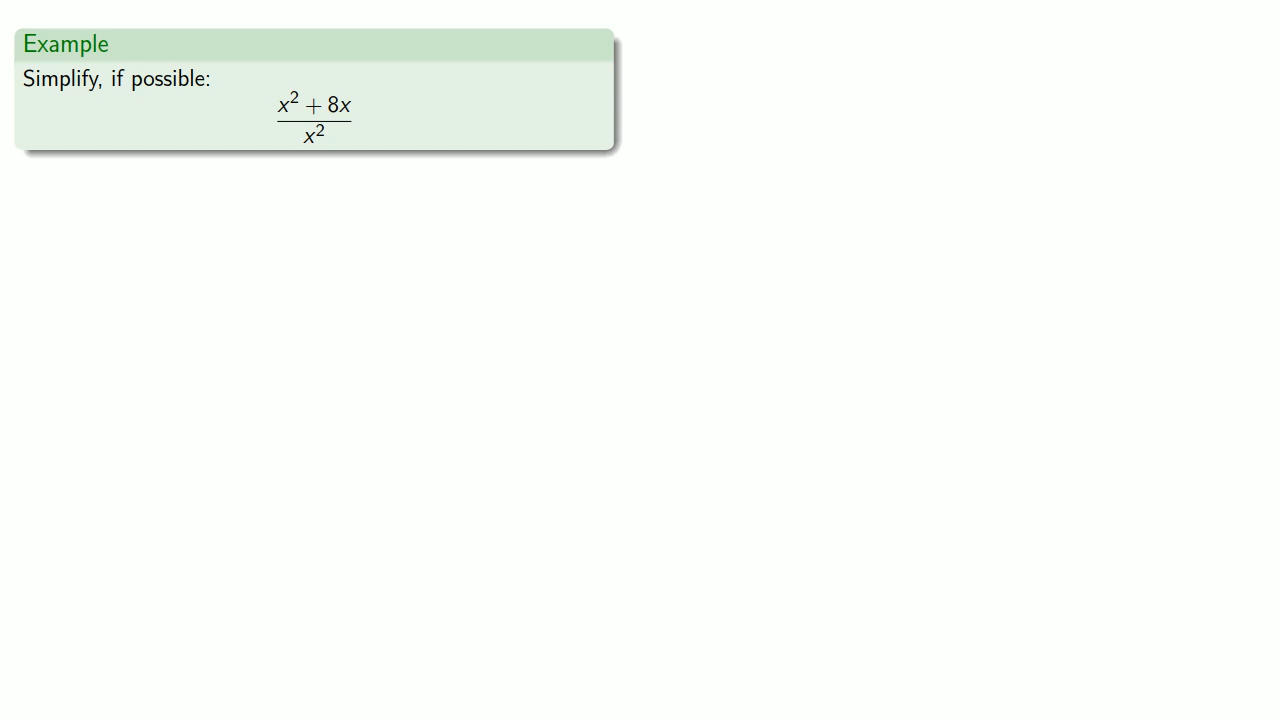 Example
Simplify, if possible:
x² + 8x
x²